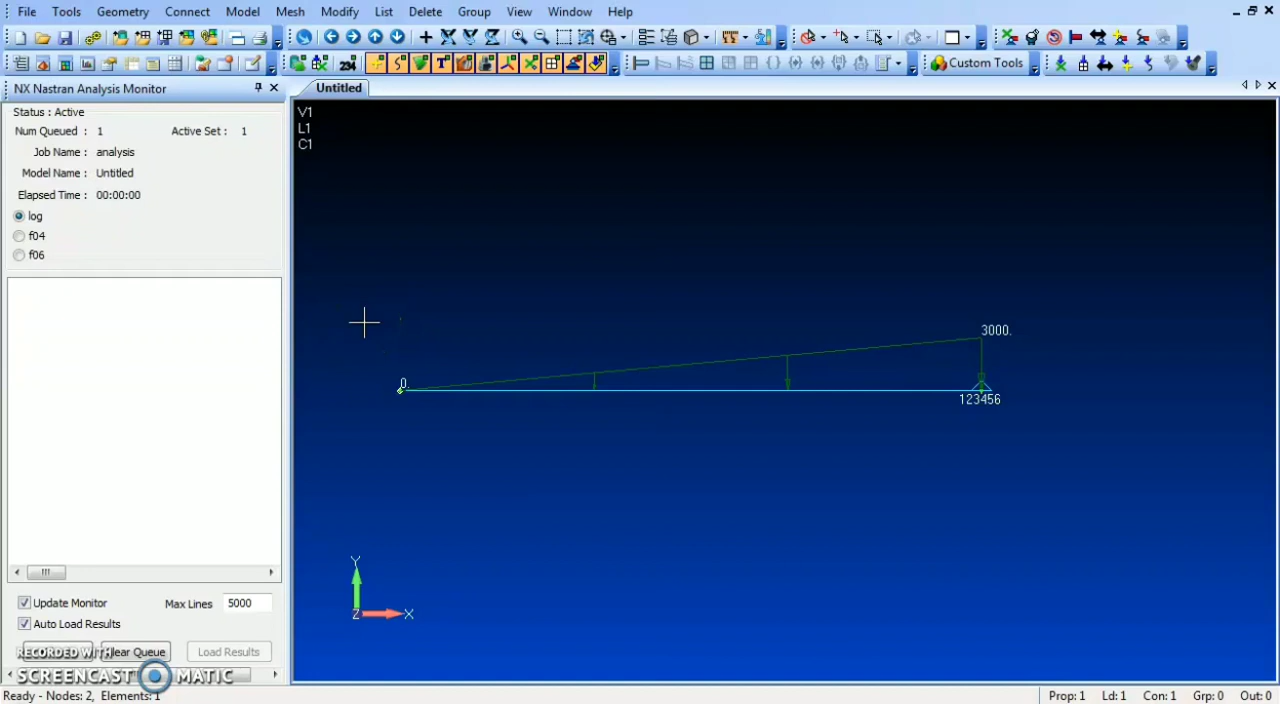 File Tools Geometry Connect Model Mesh Modify List Delete Group View Window Help
234
Custom Tools
NX Nastran Analysis Monitor
Untitled
Status : Active
Num Queued : 1 Active Set : 1
Job Name : analysis
Model Name : Untitled
Elapsed Time : 00:00:00
log
f04
f06
V1
L1
C1
3000.
0.
123456
Y
Z X
Update Monitor Max Lines 5000
Auto Load Results
Clear Queue Load Results
RECORDED WITH
SCREENCAST MATIC
Ready - Nodes: 2, Elements: 1 Prop: 1 Ld: 1 Con: 1 Grp: 0 Out: 0